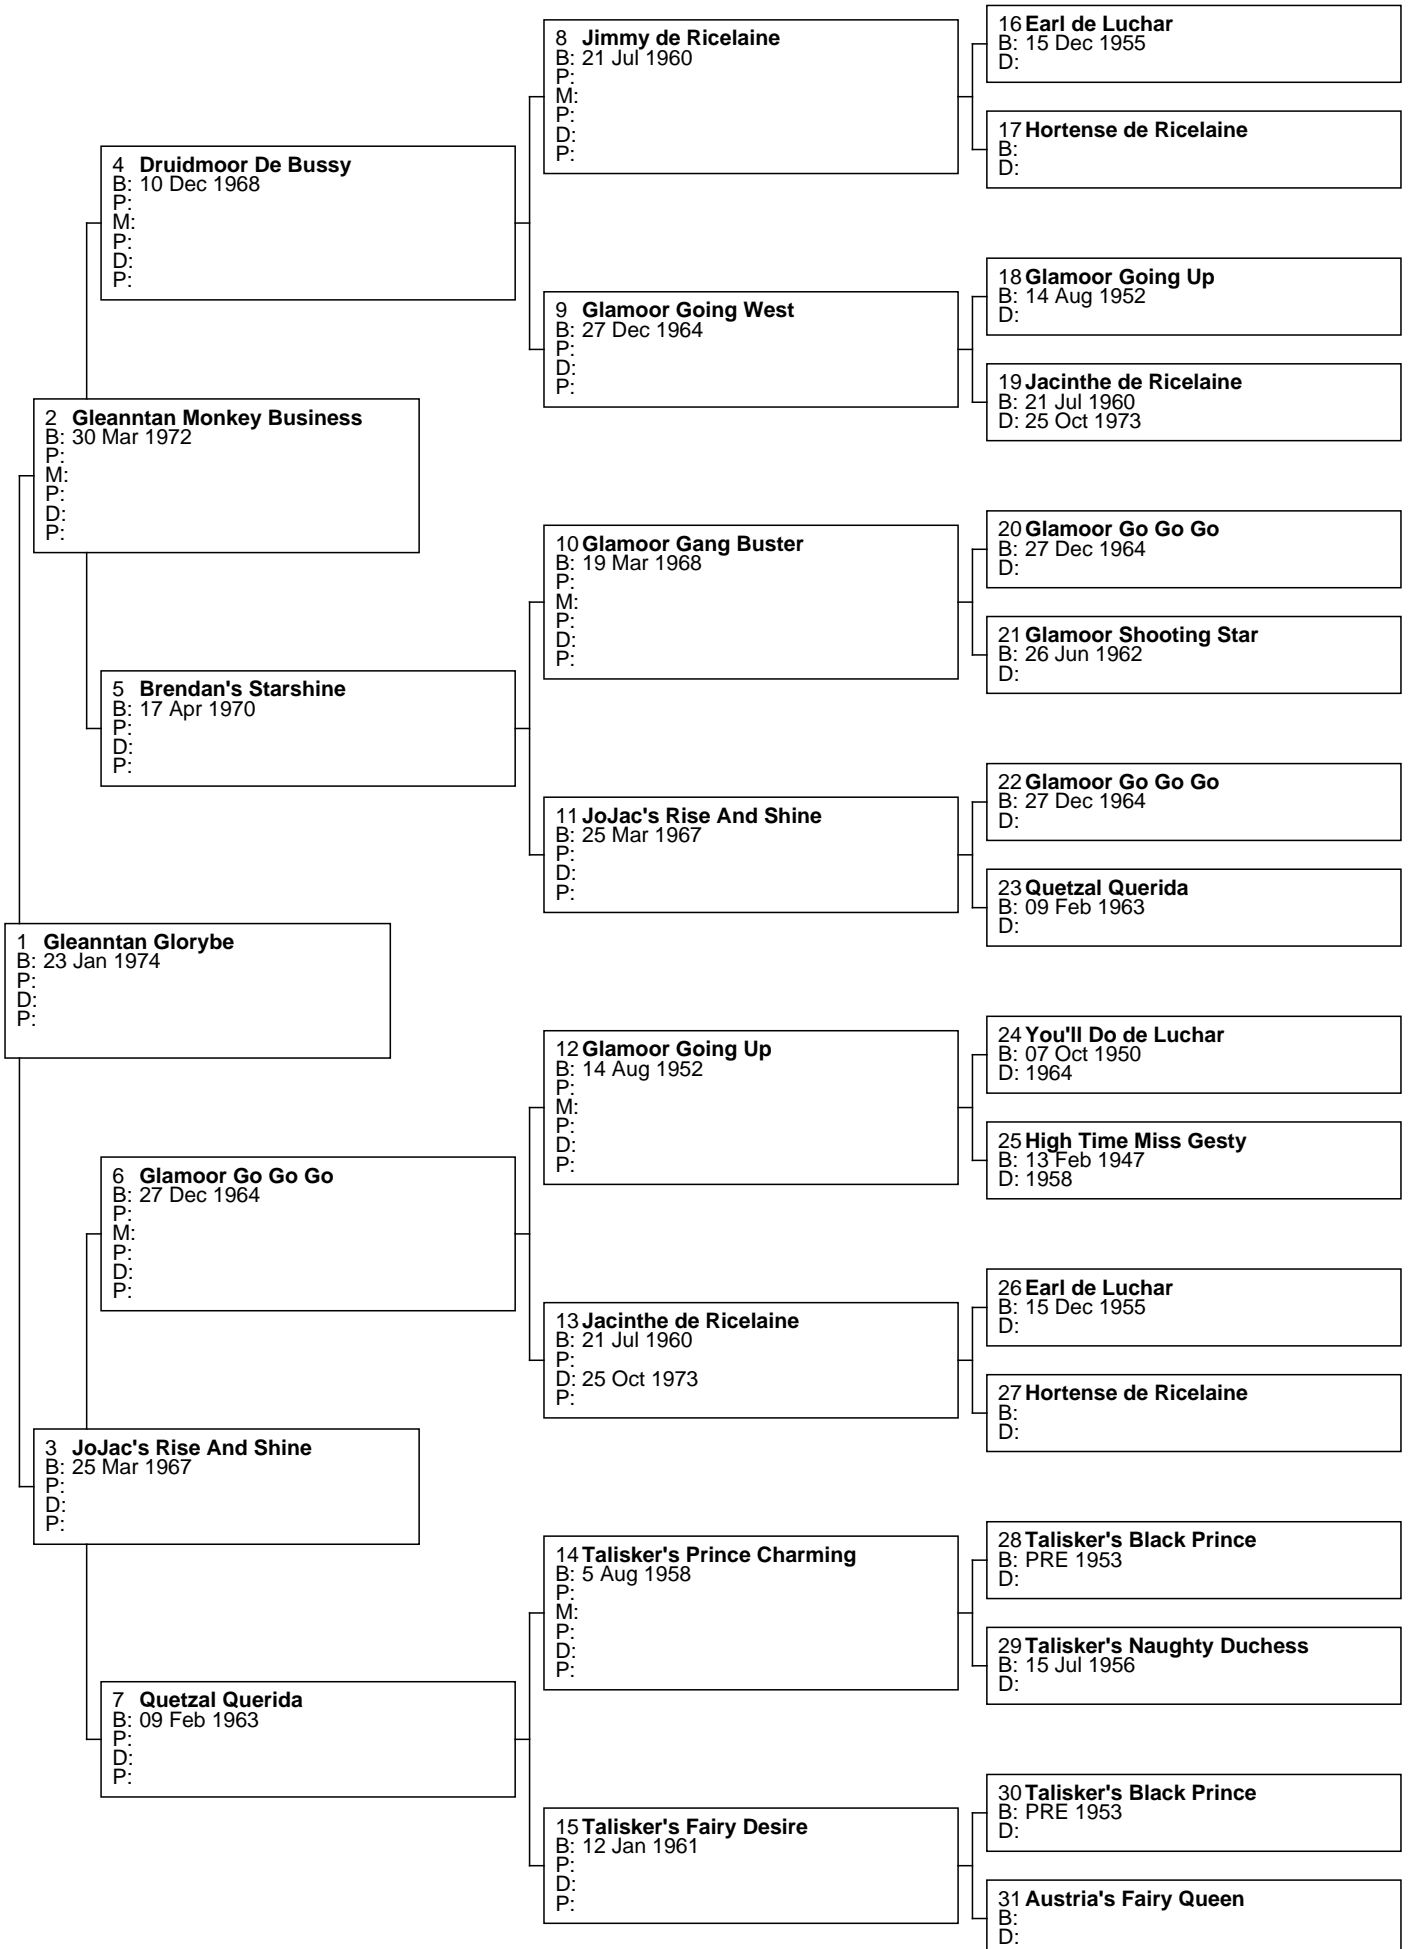 1 Gleanntan Glorybe
B: 23 Jan 1974
P:
D:
P:
2 Gleanntan Monkey Business
B: 30 Mar 1972
P:
M:
P:
D:
P:
3 JoJac's Rise And Shine
B: 25 Mar 1967
P:
D:
P:
4 Druidmoor De Bussy
B: 10 Dec 1968
P:
M:
P:
D:
P:
5 Brendan's Starshine
B: 17 Apr 1970
P:
D:
P:
6 Glamoor Go Go Go
B: 27 Dec 1964
P:
M:
P:
D:
P:
7 Quetzal Querida
B: 09 Feb 1963
P:
D:
P:
8 Jimmy de Ricelaine
B: 21 Jul 1960
P:
M:
P:
D:
P:
9 Glamoor Going West
B: 27 Dec 1964
P:
D:
P:
10 Glamoor Gang Buster
B: 19 Mar 1968
P:
M:
P:
D:
P:
11 JoJac's Rise And Shine
B: 25 Mar 1967
P:
D:
P:
12 Glamoor Going Up
B: 14 Aug 1952
P:
M:
P:
D:
P:
13 Jacinthe de Ricelaine
B: 21 Jul 1960
P:
D: 25 Oct 1973
P:
14 Talisker's Prince Charming
B: 5 Aug 1958
P:
M:
P:
D:
P:
15 Talisker's Fairy Desire
B: 12 Jan 1961
P:
D:
P:
16 Earl de Luchar
B: 15 Dec 1955
D:
17 Hortense de Ricelaine
B:
D:
18 Glamoor Going Up
B: 14 Aug 1952
D:
19 Jacinthe de Ricelaine
B: 21 Jul 1960
D: 25 Oct 1973
20 Glamoor Go Go Go
B: 27 Dec 1964
D:
21 Glamoor Shooting Star
B: 26 Jun 1962
D:
22 Glamoor Go Go Go
B: 27 Dec 1964
D:
23 Quetzal Querida
B: 09 Feb 1963
D:
24 You'll Do de Luchar
B: 07 Oct 1950
D: 1964
25 High Time Miss Gesty
B: 13 Feb 1947
D: 1958
26 Earl de Luchar
B: 15 Dec 1955
D:
27 Hortense de Ricelaine
B:
D:
28 Talisker's Black Prince
B: PRE 1953
D:
29 Talisker's Naughty Duchess
B: 15 Jul 1956
D:
30 Talisker's Black Prince
B: PRE 1953
D:
31 Austria's Fairy Queen
B:
D: